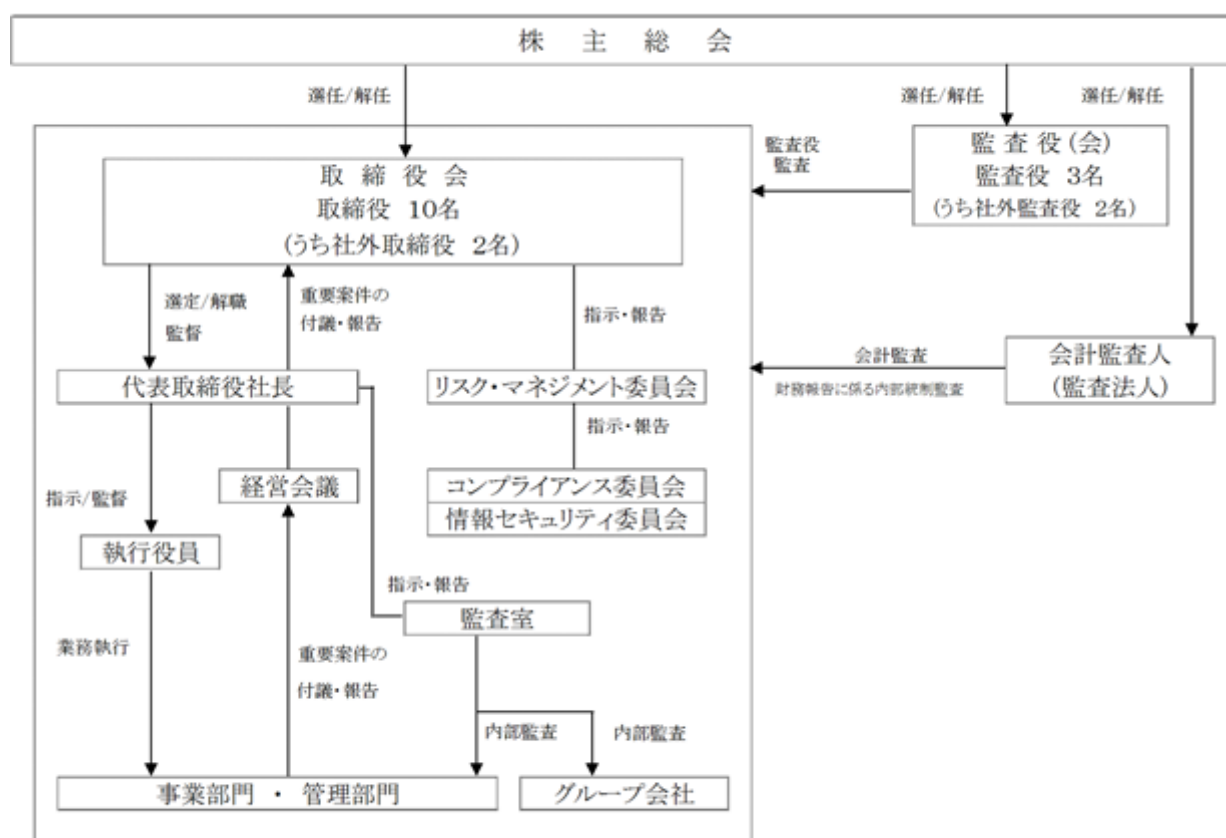 株主総会
選任/解任
選任/解任
選任/解任
監査役
監査
監査役(会)
監査役 3名
(うち社外監査役 2名)
取締役会
取締役 10名
(うち社外取締役 2名)
選定/解職
監督
重要案件の
付議・報告
指示・報告
会計監査
財務報告に係る内部統制監査
会計監査人
(監査法人)
代表取締役社長
リスク・マネジメント委員会
指示・報告
経営会議
コンプライアンス委員会
情報セキュリティ委員会
指示/監督
執行役員
指示・報告
監査室
業務執行
重要案件の
付議・報告
内部監査
内部監査
事業部門 ・ 管理部門
グループ会社